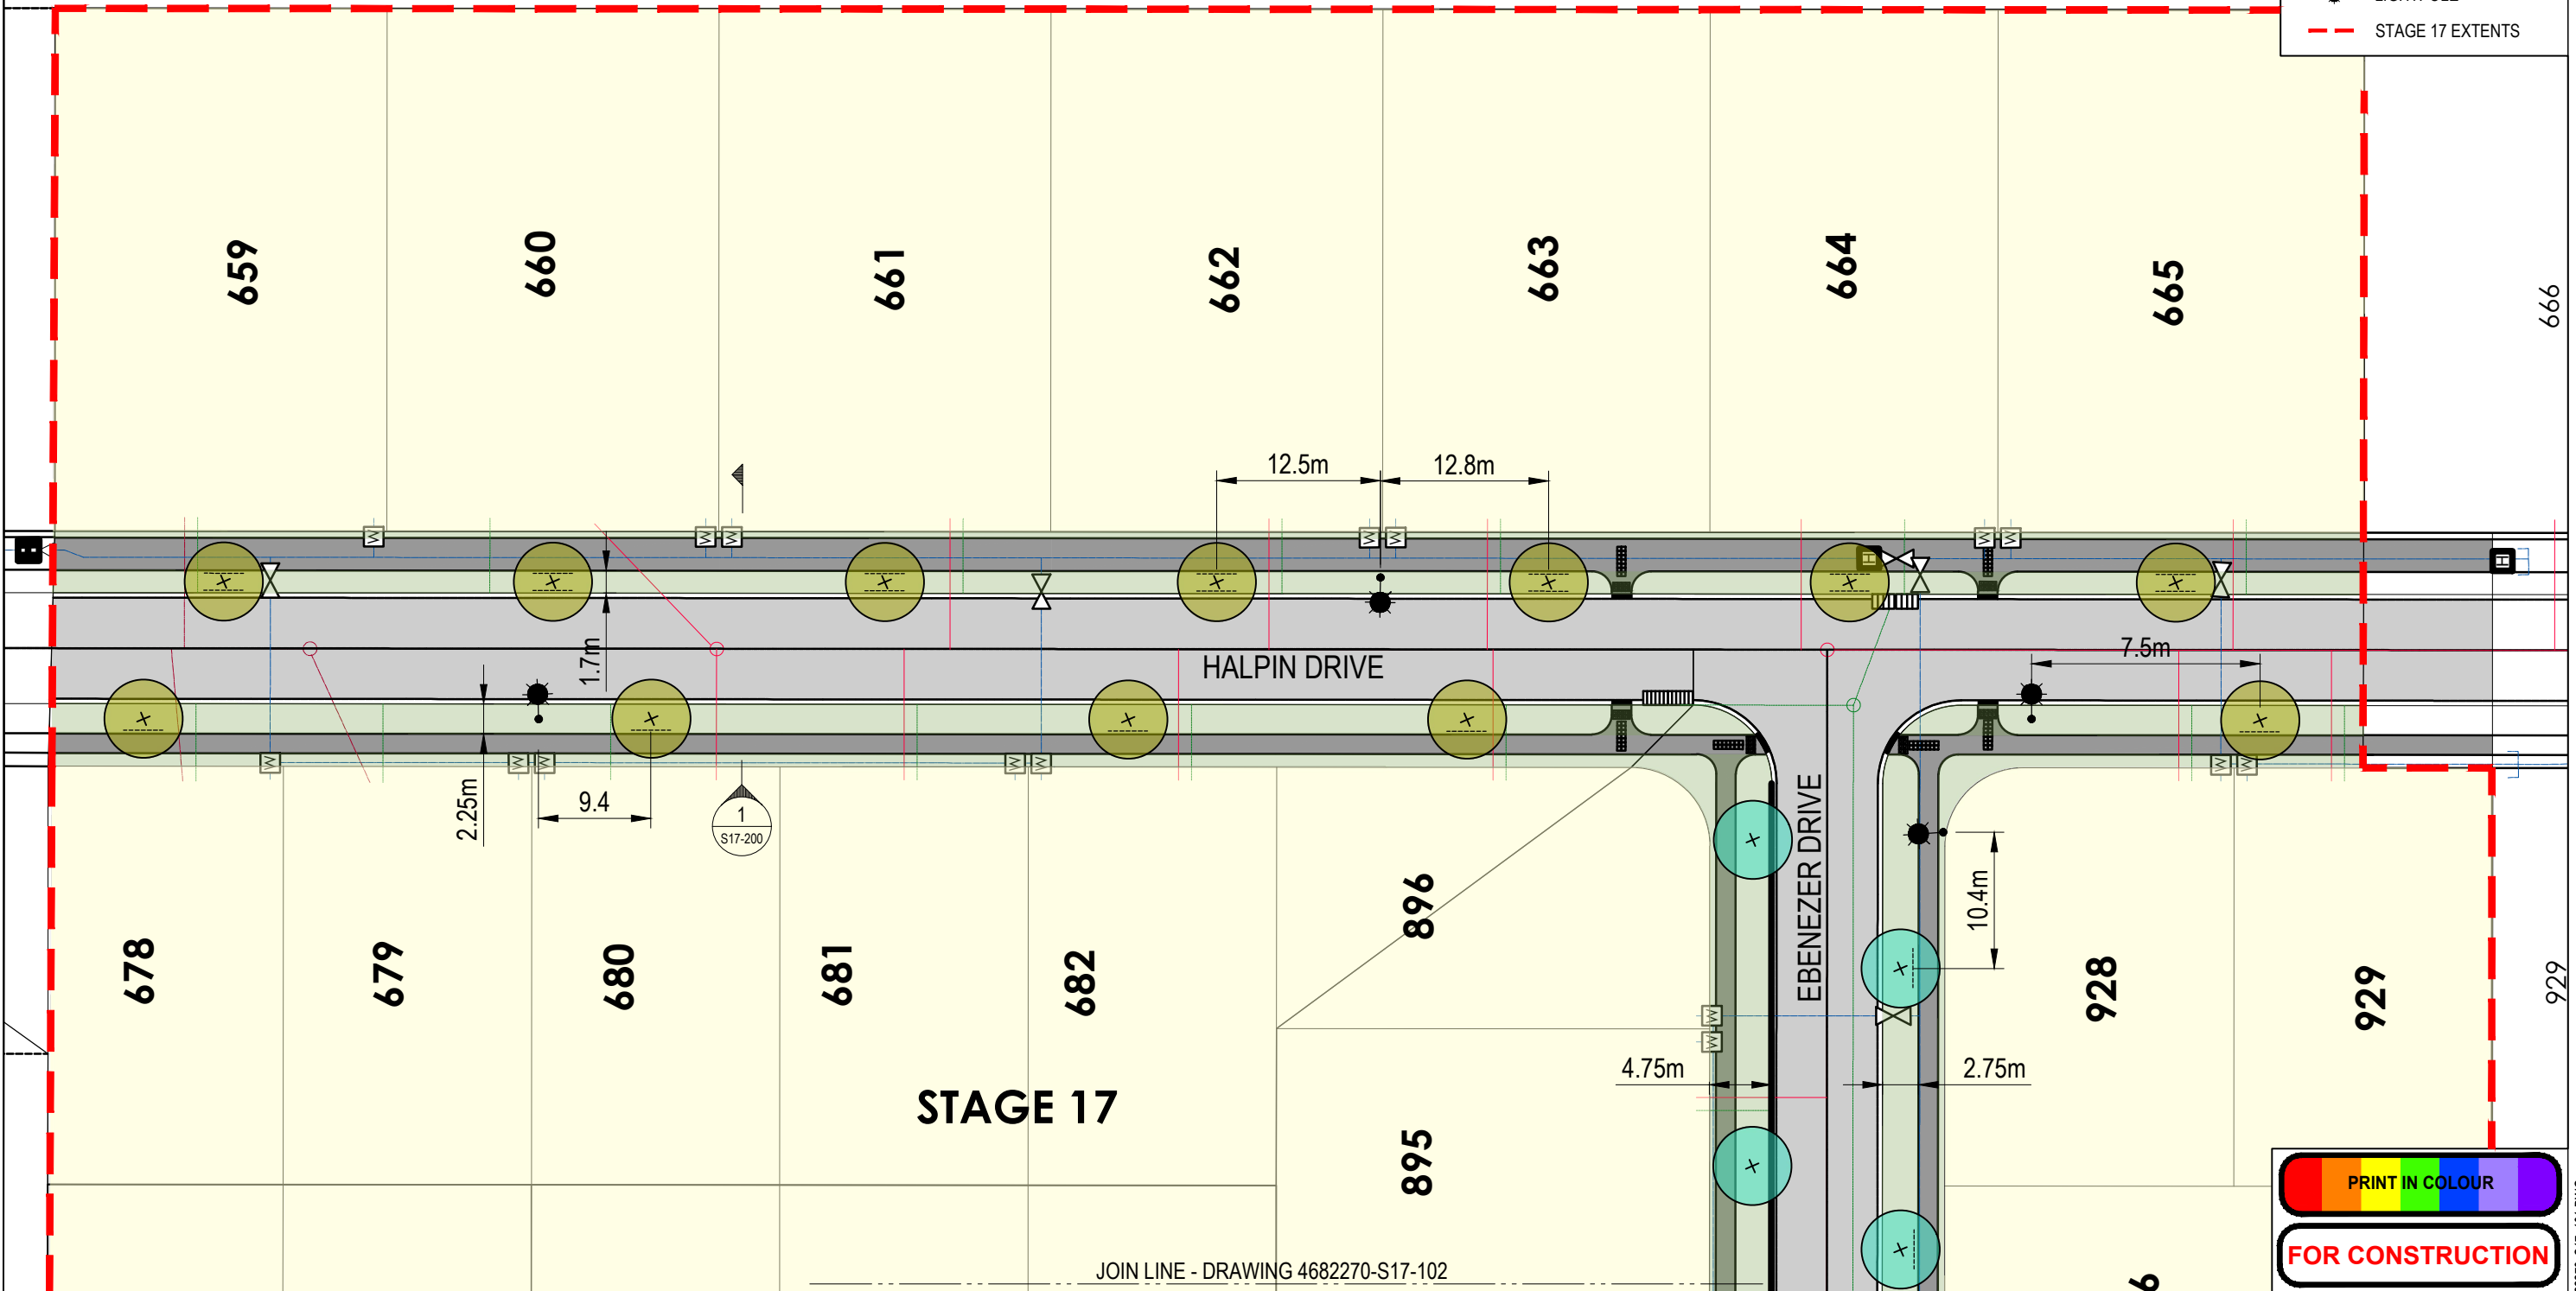 STAGE 17 EXTENTS
659
660
661
662
663
664
665
666
12.5m
12.8m
W
W
W
W
W
W
W
H
H
1.7m
HALPIN DRIVE
7.5m
2.25m
9.4
W
W
W
W
W
W
W
1
S17-200
EBENEZER DRIVE
10.4m
678
679
680
681
682
896
928
929
929
W
W
4.75m
2.75m
STAGE 17
895
JOIN LINE - DRAWING 4682270-S17-102
PRINT IN COLOUR
FOR CONSTRUCTION